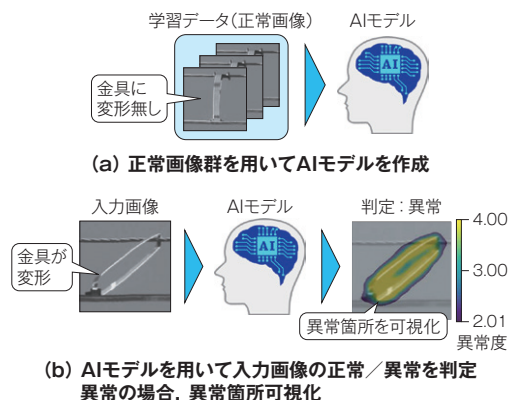 学習データ(正常画像)
AIモデル
金具に
変形無し
AI
(a) 正常画像群を用いてAIモデルを作成
入力画像
AIモデル
判定：異常
金具が
変形
AI
4.00
3.00
2.01
異常度
異常箇所を可視化
(b) AIモデルを用いて入力画像の正常／異常を判定
異常の場合，異常箇所可視化